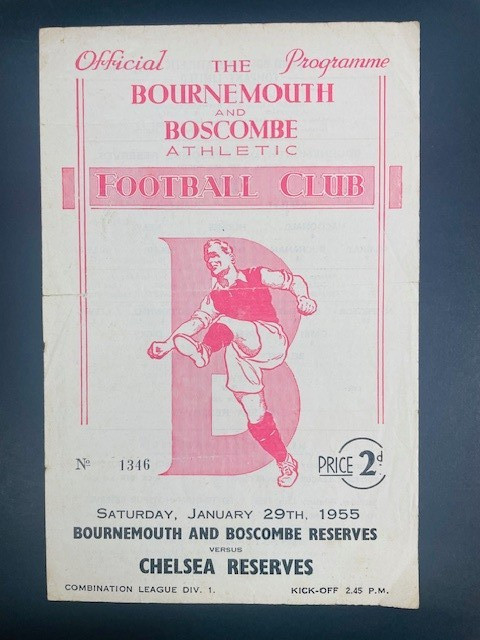 Official THE Programme
BOURNEMOUTH
AND
BOSCOMBE
ATHLETIC
FOOTBALL CLUB
B
No 1346
PRICE 2d
SATURDAY, JANUARY 29TH, 1955
BOURNEMOUTH AND BOSCOMBE RESERVES
VERSUS
CHELSEA RESERVES
COMBINATION LEAGUE DIV. 1. KICK-OFF 2.45 P.M.